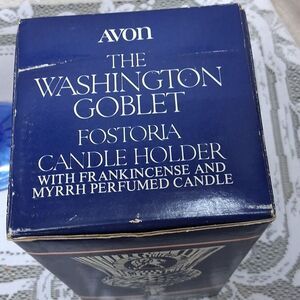 AVON
THE
WASHINGTON
GOBLET
FOSTORIA
CANDLE HOLDER
WITH FRANKINCENSE AND
MYRRH PERFUMED CANDLE